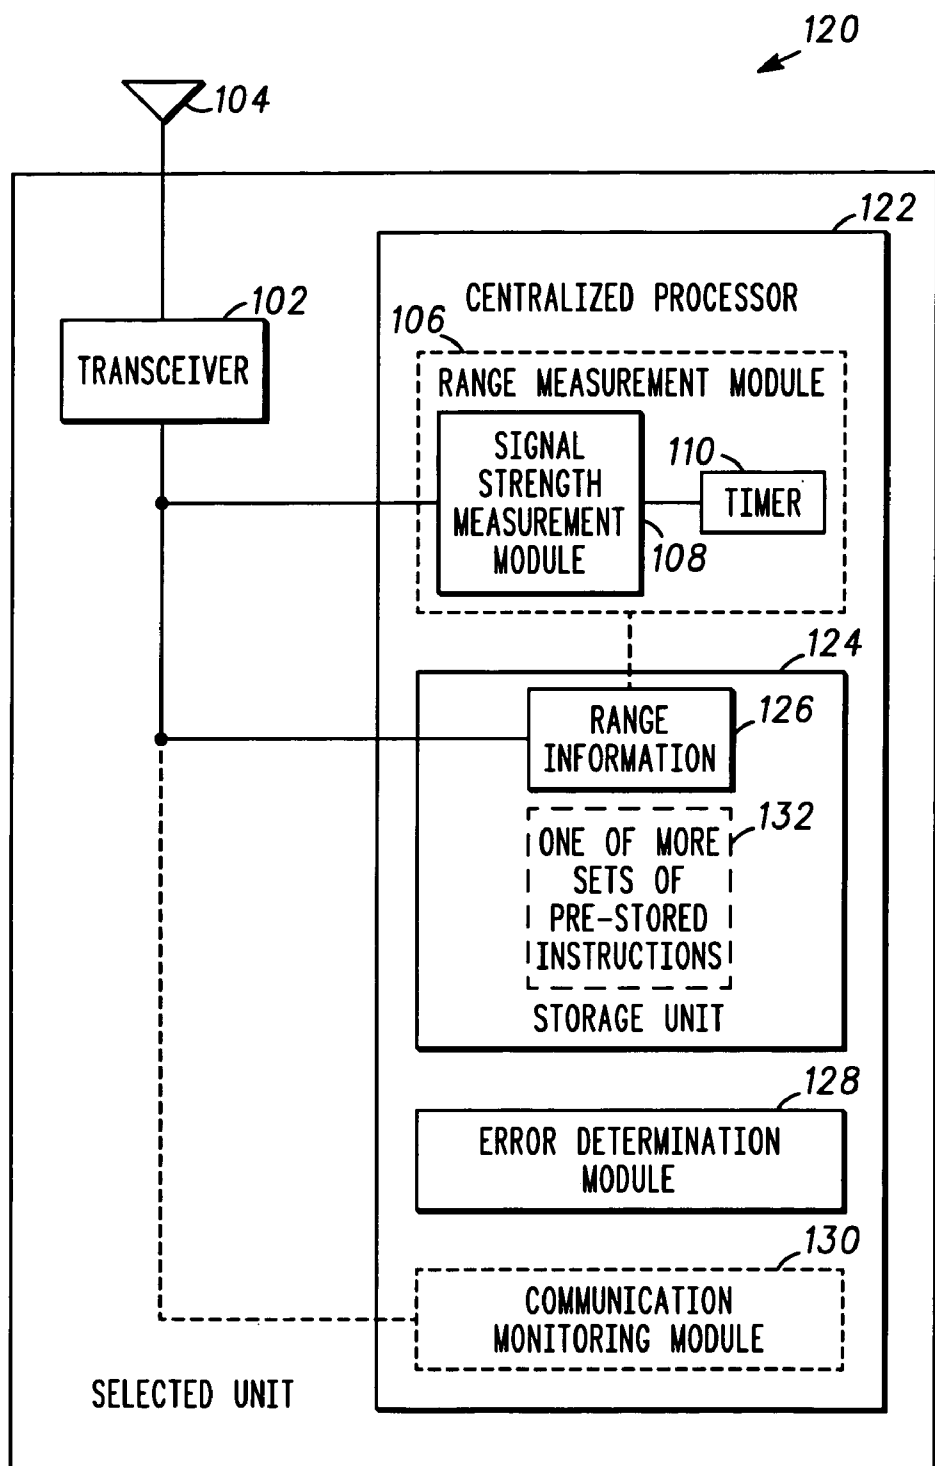 120
104
122
CENTRALIZED PROCESSOR
102
TRANSCEIVER
106
RANGE MEASUREMENT MODULE
SIGNAL
STRENGTH
MEASUREMENT
MODULE
110
TIMER
108
124
RANGE
INFORMATION
126
132
ONE OF MORE
SETS OF
PRE-STORED
INSTRUCTIONS
STORAGE UNIT
128
ERROR DETERMINATION
MODULE
130
COMMUNICATION
MONITORING MODULE
SELECTED UNIT